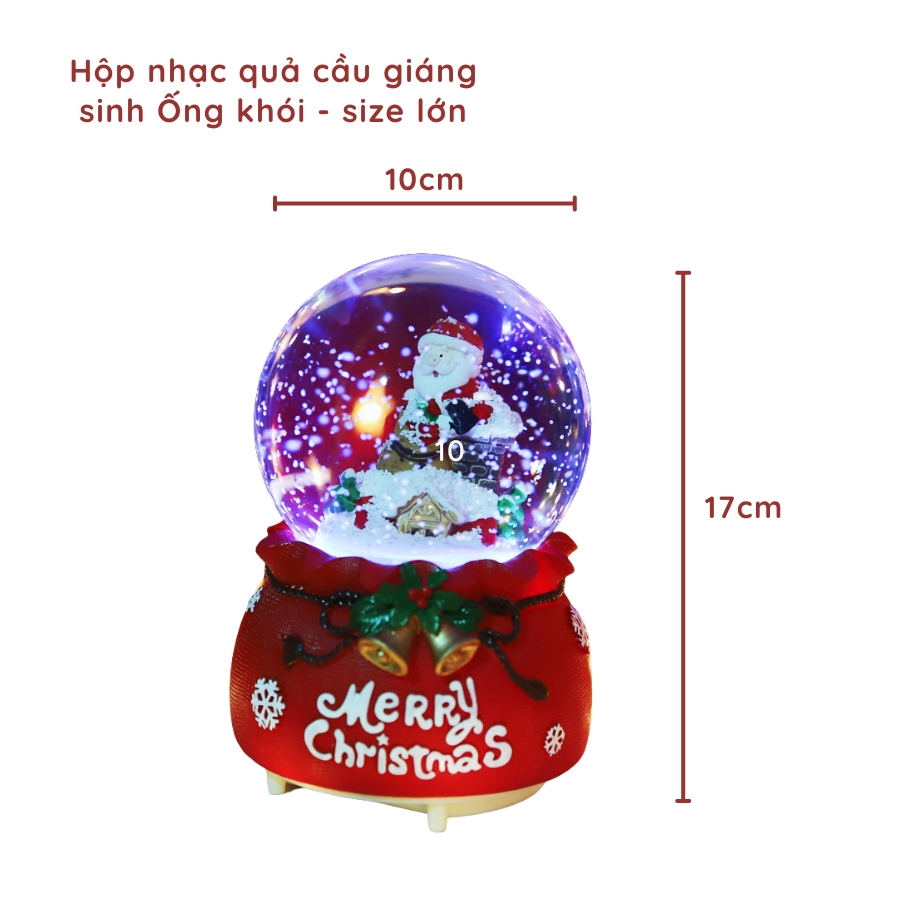 Hộp nhạc quả cầu giáng
sinh Ống khói - size lớn
10cm
17cm
10
Merry
Christmas